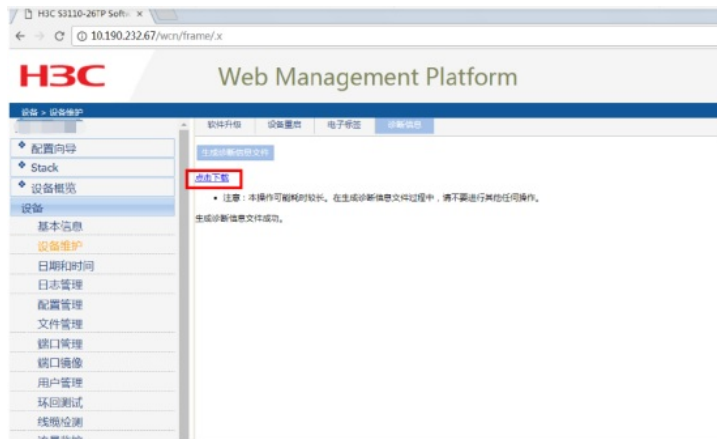 H3C S3110-26TP Softw
10.190.232.67/wcn/frame/.x
H3C
Web Management Platform
设备 > 设备维护
软件升级 设备重启 电子标签 诊断信息
生成诊断信息文件
点击下载
• 注意：本操作可能耗时较长。在生成诊断信息文件过程中，请不要进行其他任何操作。
生成诊断信息文件成功。
配置向导
Stack
设备概览
设备
基本信息
设备维护
日期和时间
日志管理
配置管理
文件管理
端口管理
端口镜像
用户管理
环回测试
线缆检测